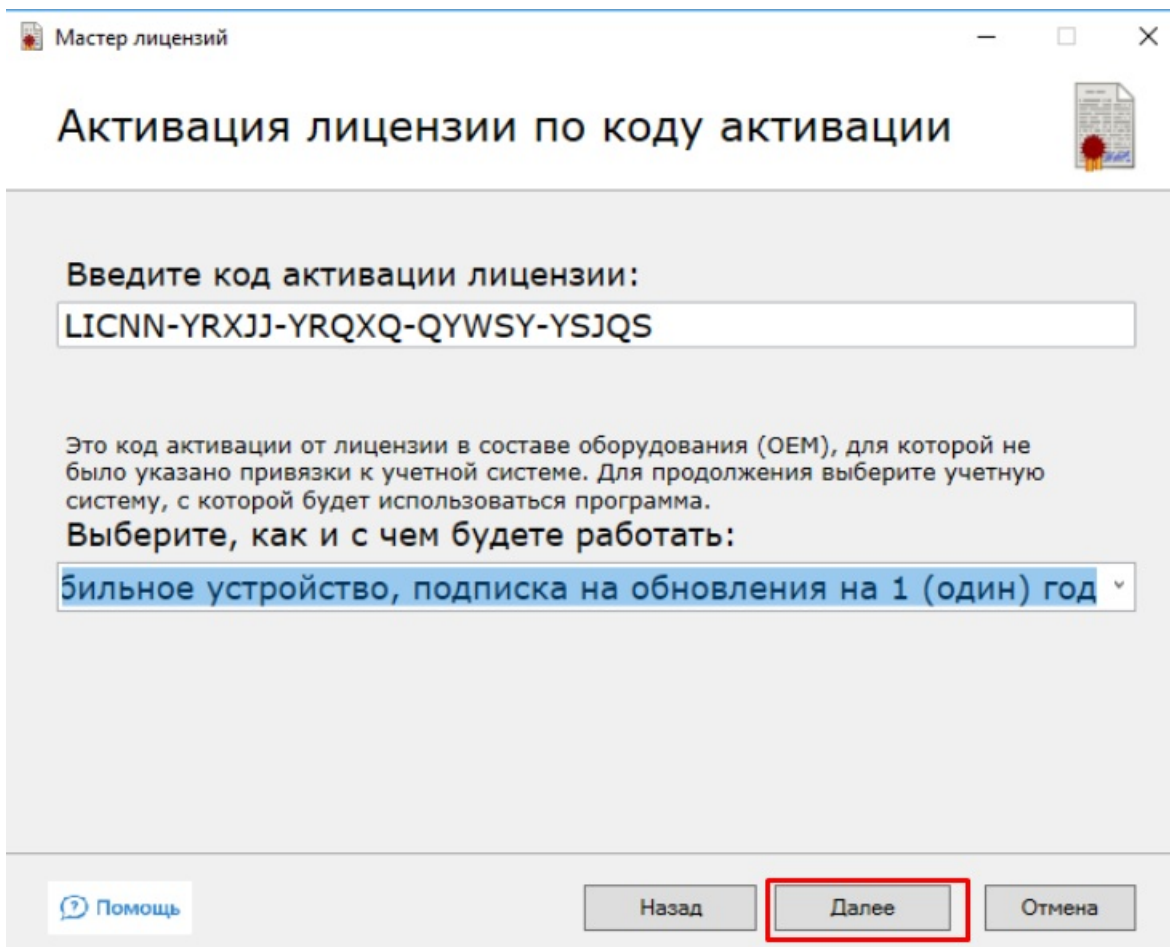 Мастер лицензий
Активация лицензии по коду активации
Введите код активации лицензии:
LICNN-YRXJJ-YRQXQ-QYWSY-YSJQS
Это код активации от лицензии в составе оборудования (OEM), для которой не
было указано привязки к учетной системе. Для продолжения выберите учетную
систему, с которой будет использоваться программа.
Выберите, как и с чем будете работать:
бильное устройство, подписка на обновления на 1 (один) год
Помощь
Назад
Далее
Отмена